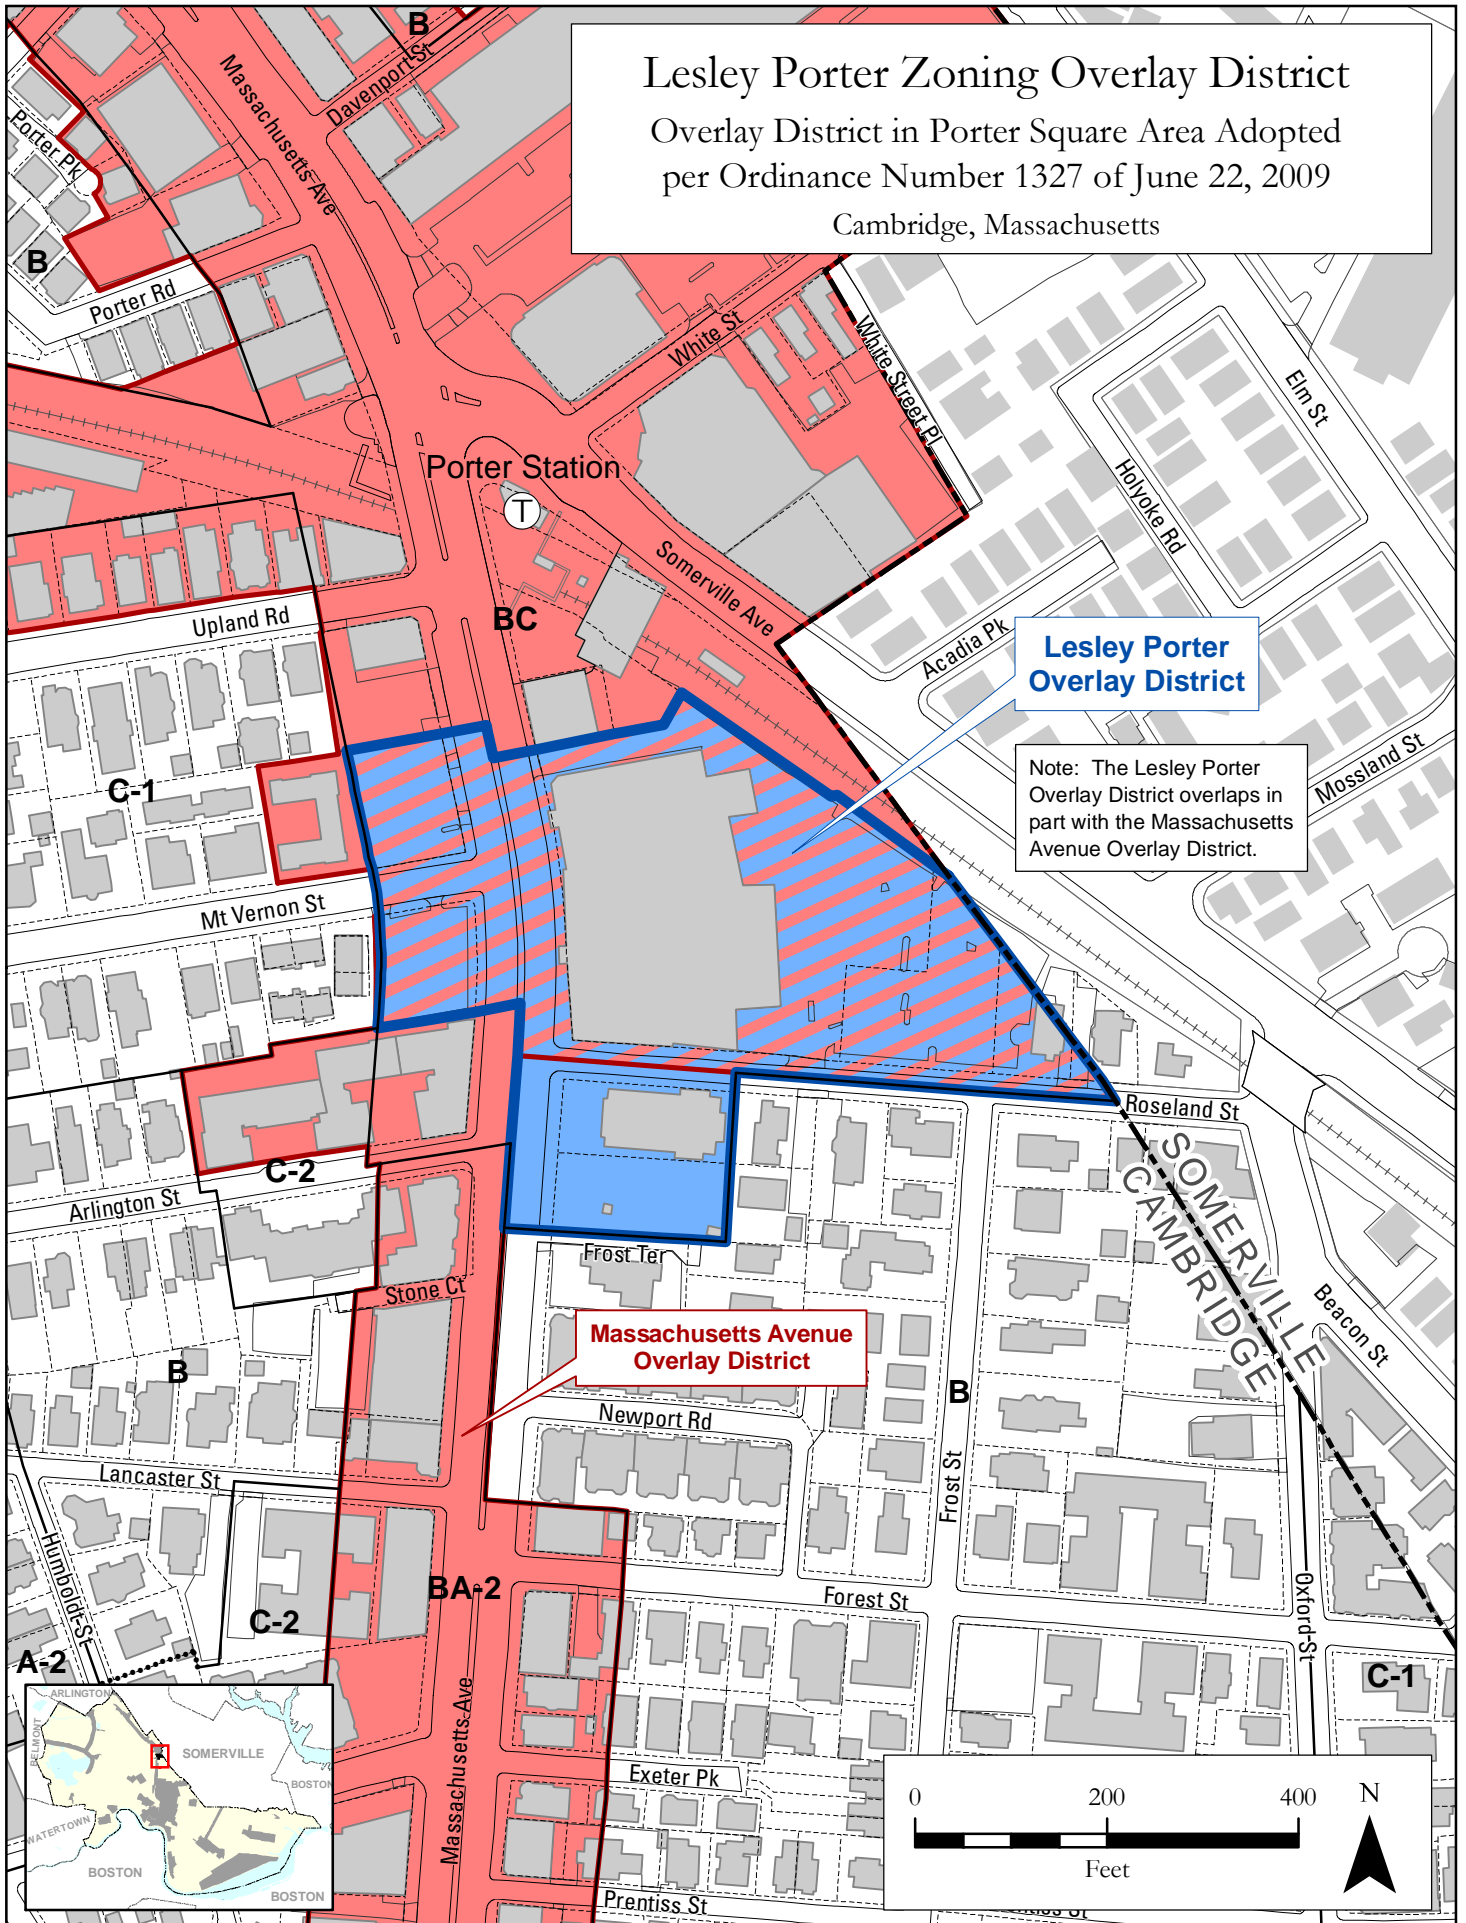 Lesley Porter Zoning Overlay District
Overlay District in Porter Square Area Adopted
per Ordinance Number 1327 of June 22, 2009
Cambridge, Massachusetts
B
Davenport St
Massachusetts Ave
Porter Pk
B
Porter Rd
White St
White Street Pl
Elm St
Holyoke Rd
Porter Station
T
Somerville Ave
BC
Upland Rd
Acadia Pk
Lesley Porter
Overlay District
Mossland St
Note: The Lesley Porter
Overlay District overlaps in
part with the Massachusetts
Avenue Overlay District.
C-1
Mt Vernon St
Roseland St
SOMERVILLE
CAMBRIDGE
C-2
Arlington St
Frost Ter
Stone Ct
Beacon St
Massachusetts Avenue
Overlay District
B
B
Newport Rd
Lancaster St
Frost St
Humboldt St
BA-2
Forest St
Oxford St
C-2
A-2
C-1
Massachusetts Ave
Exeter Pk
Prentiss St
ntiss St
ARLINGTON
BELMONT
SOMERVILLE
BOSTON
WATERTOWN
BOSTON
BOSTON
0
200
400
Feet
N